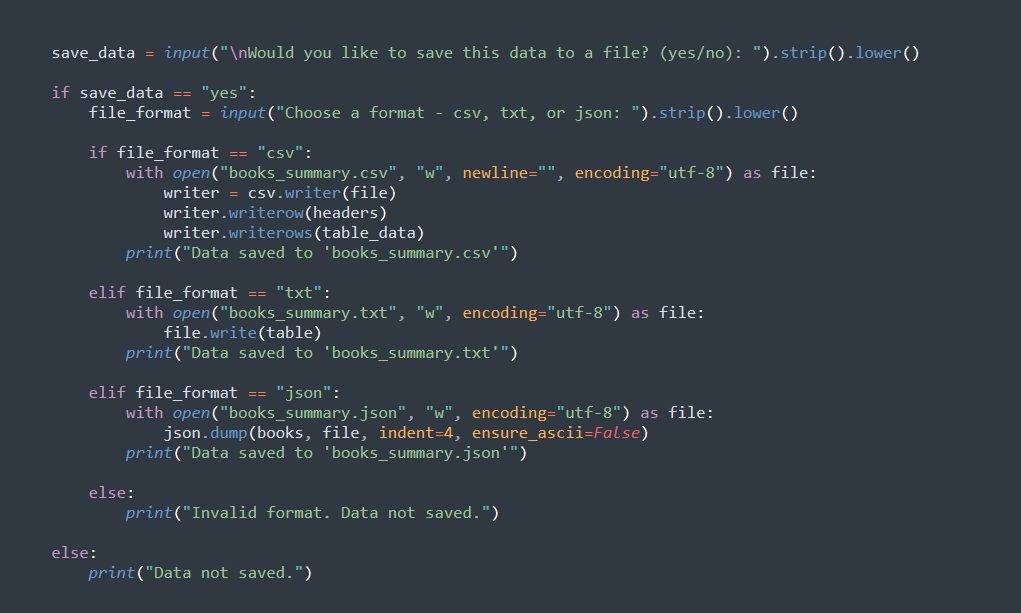 save_data = input("\nWould you like to save this data to a file? (yes/no): ").strip().lower()

if save_data == "yes":
    file_format = input("Choose a format - csv, txt, or json: ").strip().lower()

    if file_format == "csv":
        with open("books_summary.csv", "w", newline="", encoding="utf-8") as file:
            writer = csv.writer(file)
            writer.writerow(headers)
            writer.writerows(table_data)
        print("Data saved to 'books_summary.csv'")

    elif file_format == "txt":
        with open("books_summary.txt", "w", encoding="utf-8") as file:
            file.write(table)
        print("Data saved to 'books_summary.txt'")

    elif file_format == "json":
        with open("books_summary.json", "w", encoding="utf-8") as file:
            json.dump(books, file, indent=4, ensure_ascii=False)
        print("Data saved to 'books_summary.json'")

    else:
        print("Invalid format. Data not saved.")

else:
    print("Data not saved.")